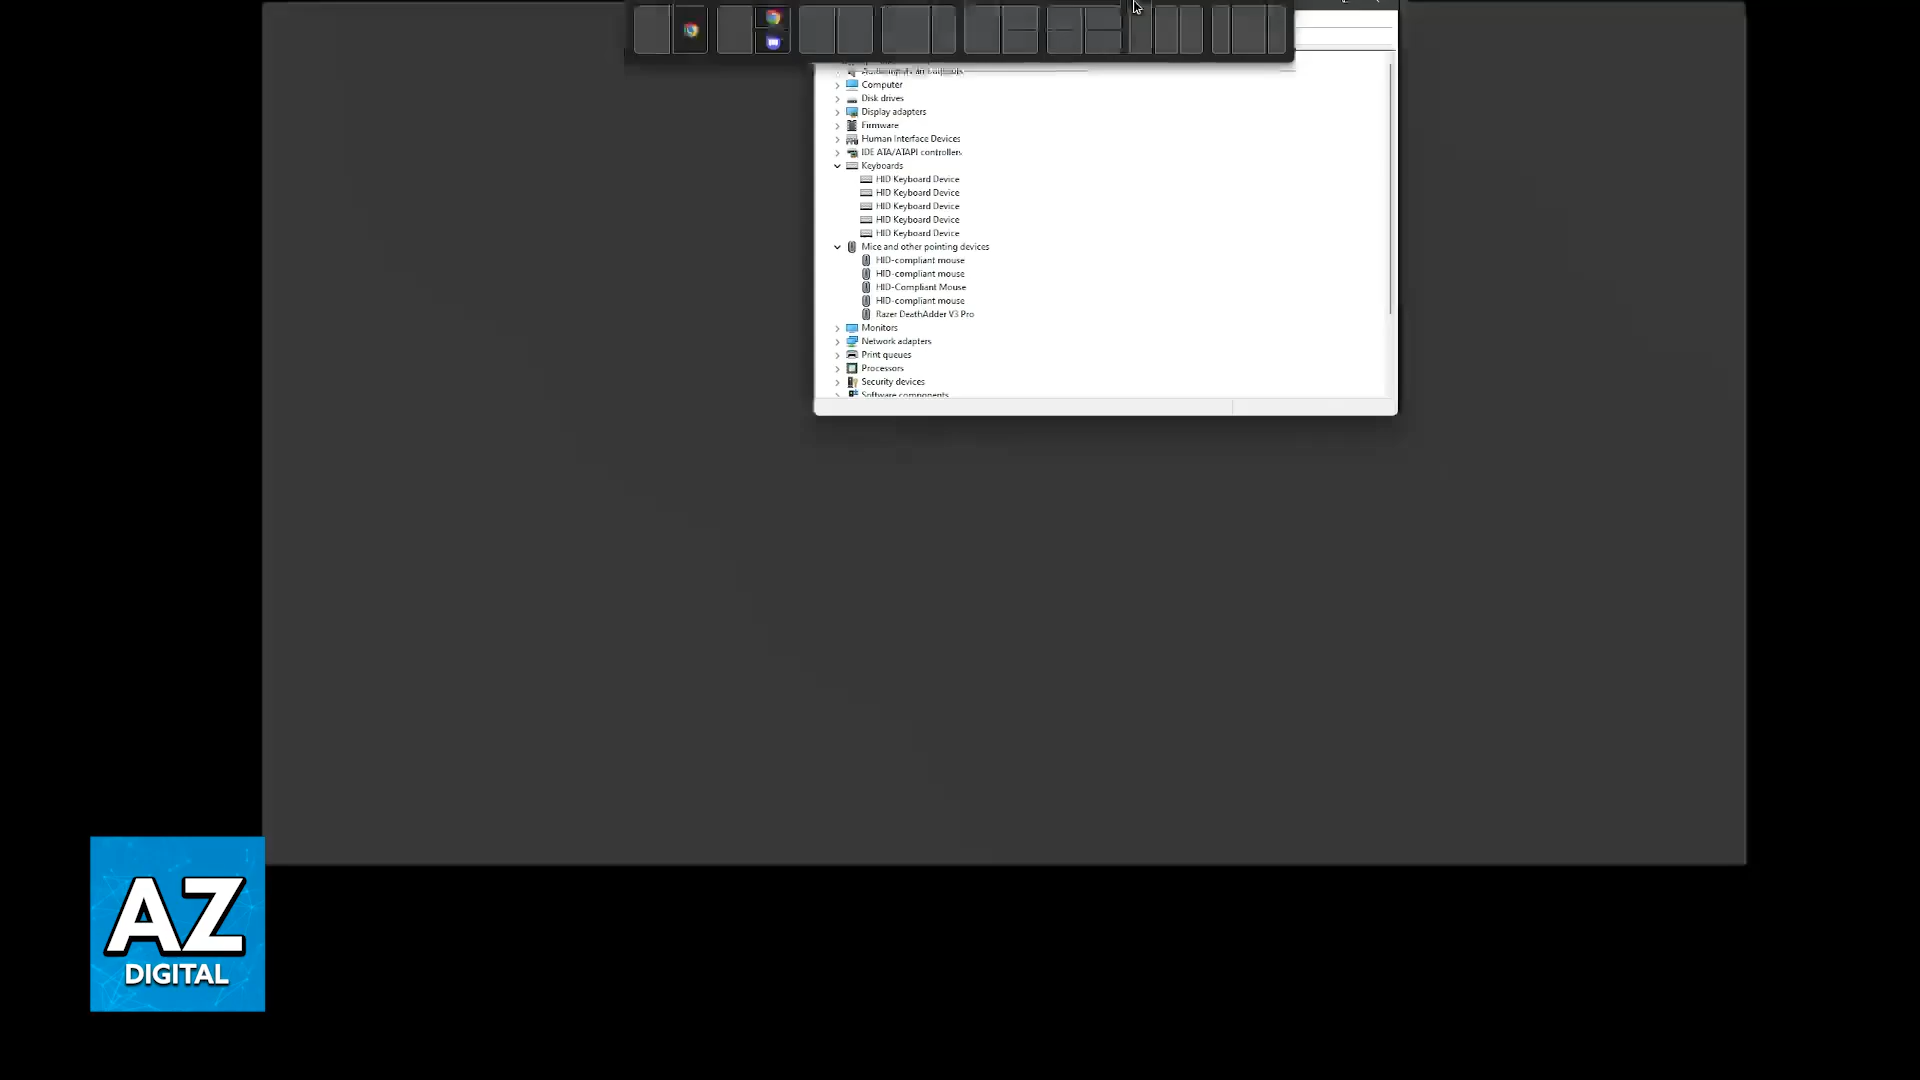 Computer
Disk drives
Display adapters
Firmware
Human Interface Devices
IDE ATA/ATAPI controllers
Keyboards
HID Keyboard Device
HID Keyboard Device
HID Keyboard Device
HID Keyboard Device
HID Keyboard Device
Mice and other pointing devices
HID-compliant mouse
HID-compliant mouse
HID-Compliant Mouse
HID-compliant mouse
Razer DeathAdder V3 Pro
Monitors
Network adapters
Print queues
Processors
Security devices
Software components
AZ
DIGITAL